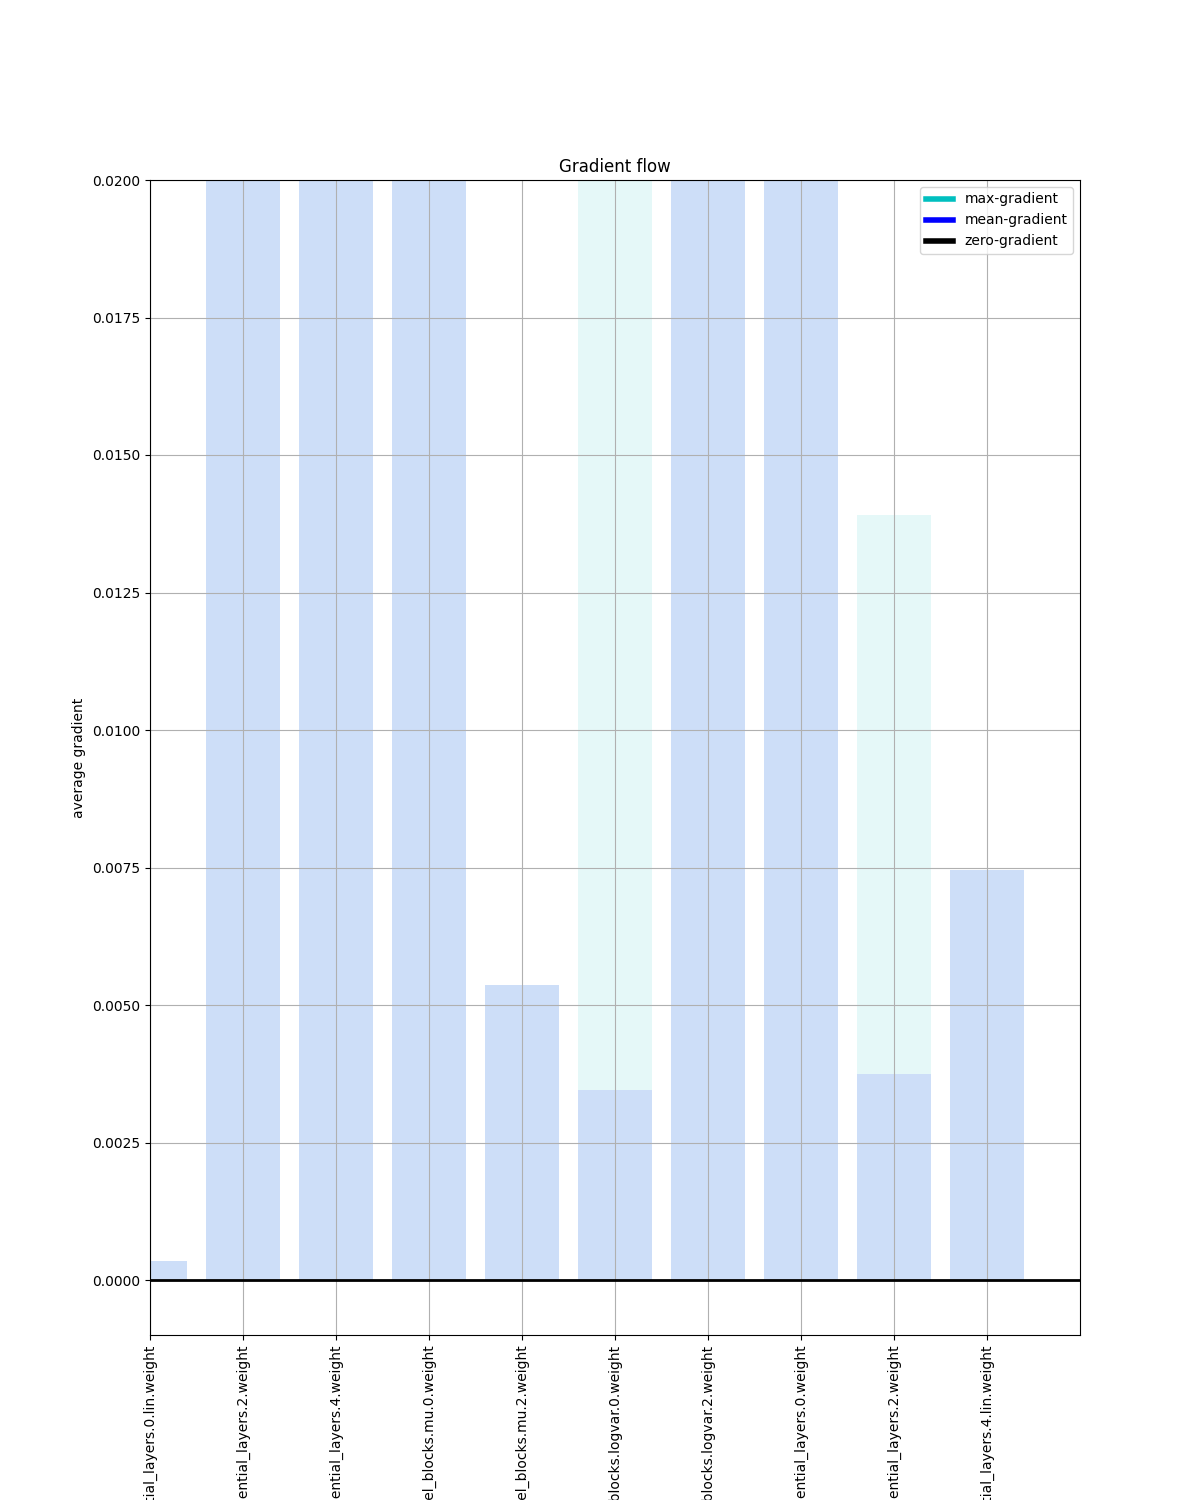 Gradient flow
max-gradient
mean-gradient
zero-gradient
average gradient
0.0200
0.0175
0.0150
0.0125
0.0100
0.0075
0.0050
0.0025
0.0000
tial_layers.0.lin.weight
ential_layers.2.weight
ential_layers.4.weight
el_blocks.mu.0.weight
el_blocks.mu.2.weight
blocks.logvar.0.weight
blocks.logvar.2.weight
ential_layers.0.weight
ential_layers.2.weight
tial_layers.4.lin.weight